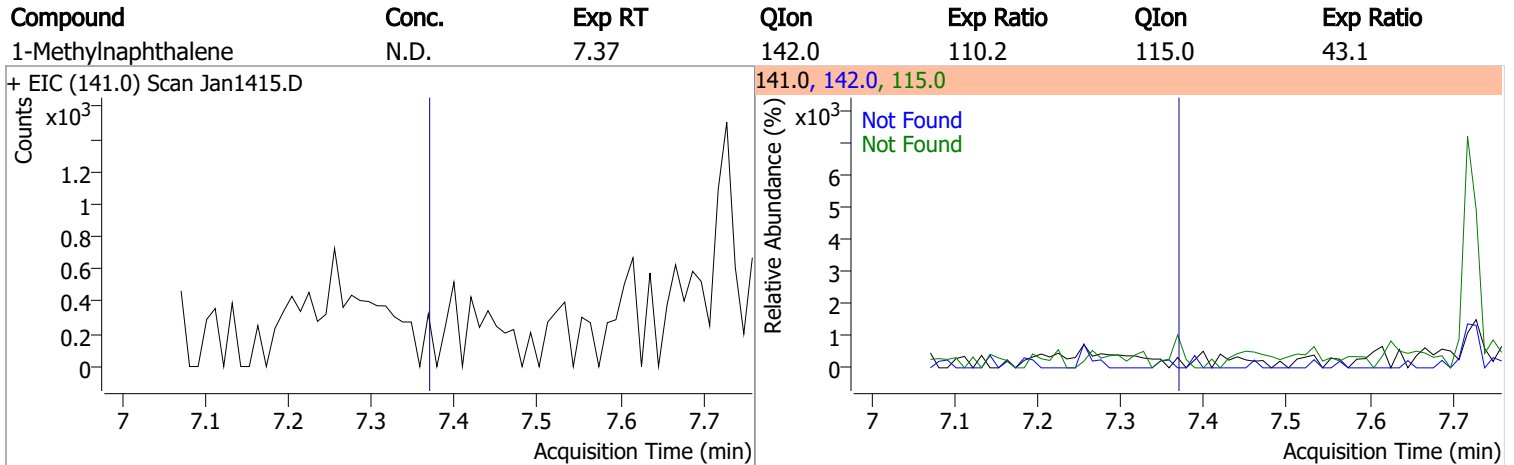 Compound Conc. Exp RT QIon Exp Ratio QIon Exp Ratio
1-Methylnaphthalene N.D. 7.37 142.0 110.2 115.0 43.1
+ EIC (141.0) Scan Jan1415.D
Counts
x10³
1.2
1
0.8
0.6
0.4
0.2
0
7 7.1 7.2 7.3 7.4 7.5 7.6 7.7
Acquisition Time (min)
141.0, 142.0, 115.0
Relative Abundance (%)
x10³
Not Found
Not Found
6
5
4
3
2
1
0
7 7.1 7.2 7.3 7.4 7.5 7.6 7.7
Acquisition Time (min)